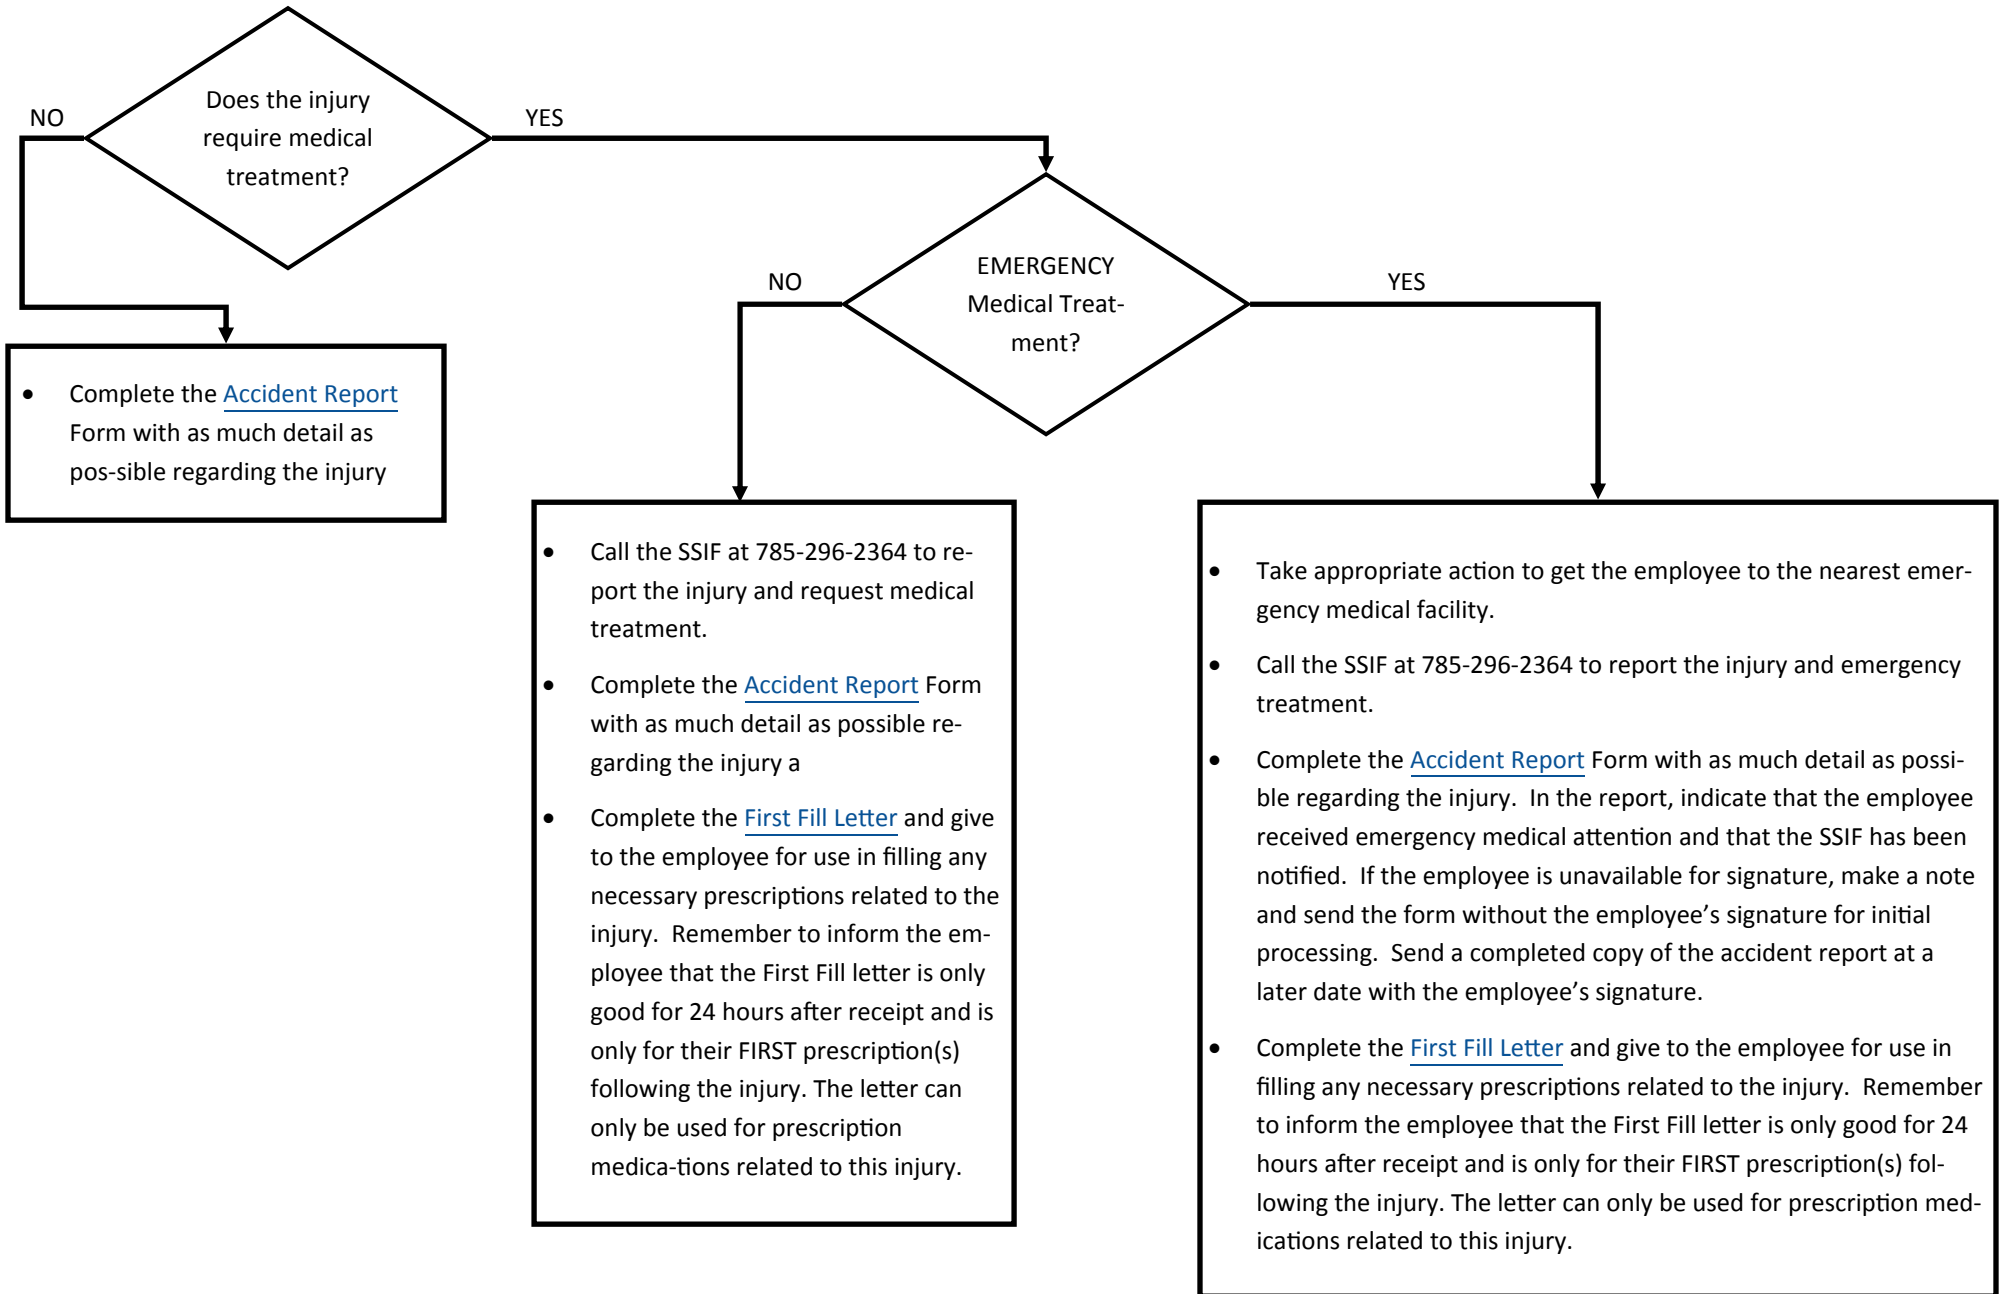 Does the injury
require medical
treatment?
NO
YES
EMERGENCY
Medical Treat-
ment?
NO
YES
• Complete the Accident Report
Form with as much detail as
pos-sible regarding the injury
• Call the SSIF at 785-296-2364 to re-
port the injury and request medical
treatment.
• Complete the Accident Report Form
with as much detail as possible re-
garding the injury a
• Complete the First Fill Letter and give
to the employee for use in filling any
necessary prescriptions related to the
injury.  Remember to inform the em-
ployee that the First Fill letter is only
good for 24 hours after receipt and is
only for their FIRST prescription(s)
following the injury. The letter can
only be used for prescription
medica-tions related to this injury.
• Take appropriate action to get the employee to the nearest emer-
gency medical facility.
• Call the SSIF at 785-296-2364 to report the injury and emergency
treatment.
• Complete the Accident Report Form with as much detail as possi-
ble regarding the injury.  In the report, indicate that the employee
received emergency medical attention and that the SSIF has been
notified.  If the employee is unavailable for signature, make a note
and send the form without the employee’s signature for initial
processing.  Send a completed copy of the accident report at a
later date with the employee’s signature.
• Complete the First Fill Letter and give to the employee for use in
filling any necessary prescriptions related to the injury.  Remember
to inform the employee that the First Fill letter is only good for 24
hours after receipt and is only for their FIRST prescription(s) fol-
lowing the injury. The letter can only be used for prescription med-
ications related to this injury.